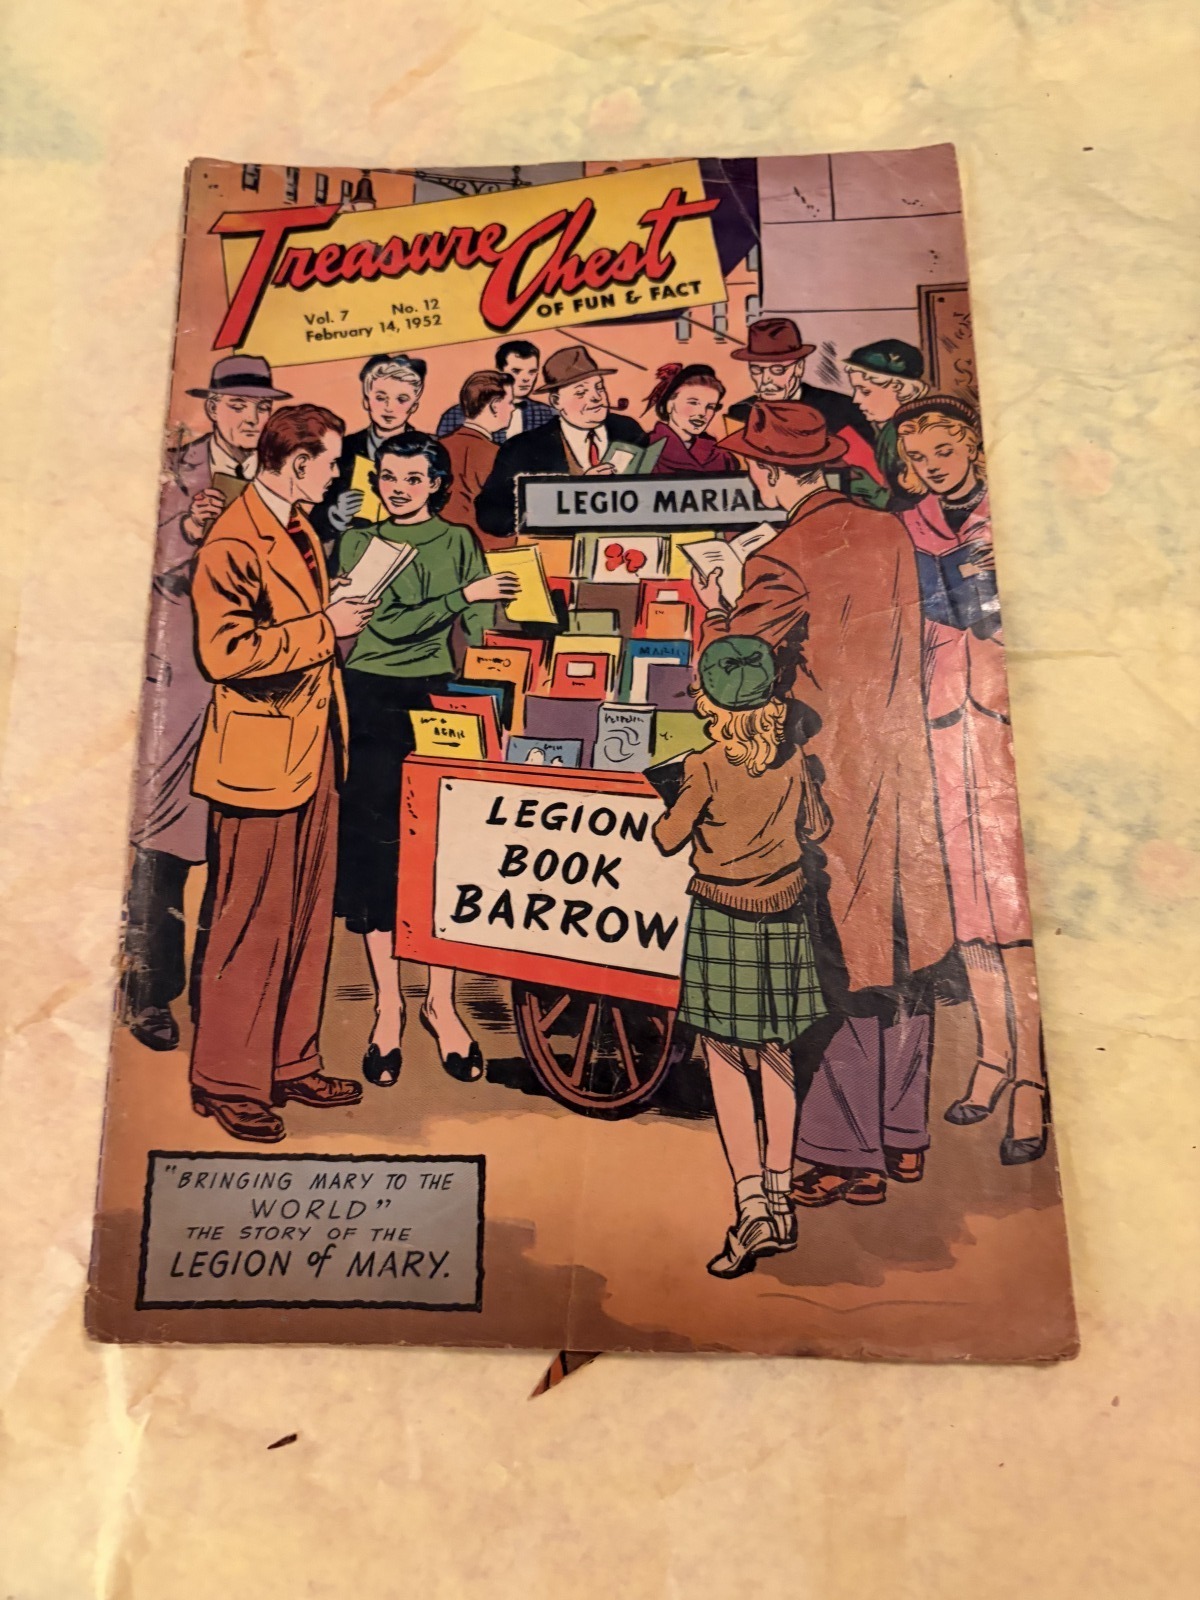 Treasure Chest
OF FUN & FACT
Vol. 7 No. 12
February 14, 1952
LEGIO MARIAE
LEGION
BOOK
BARROW
"BRINGING MARY TO THE
WORLD"
THE STORY OF THE
LEGION of MARY.